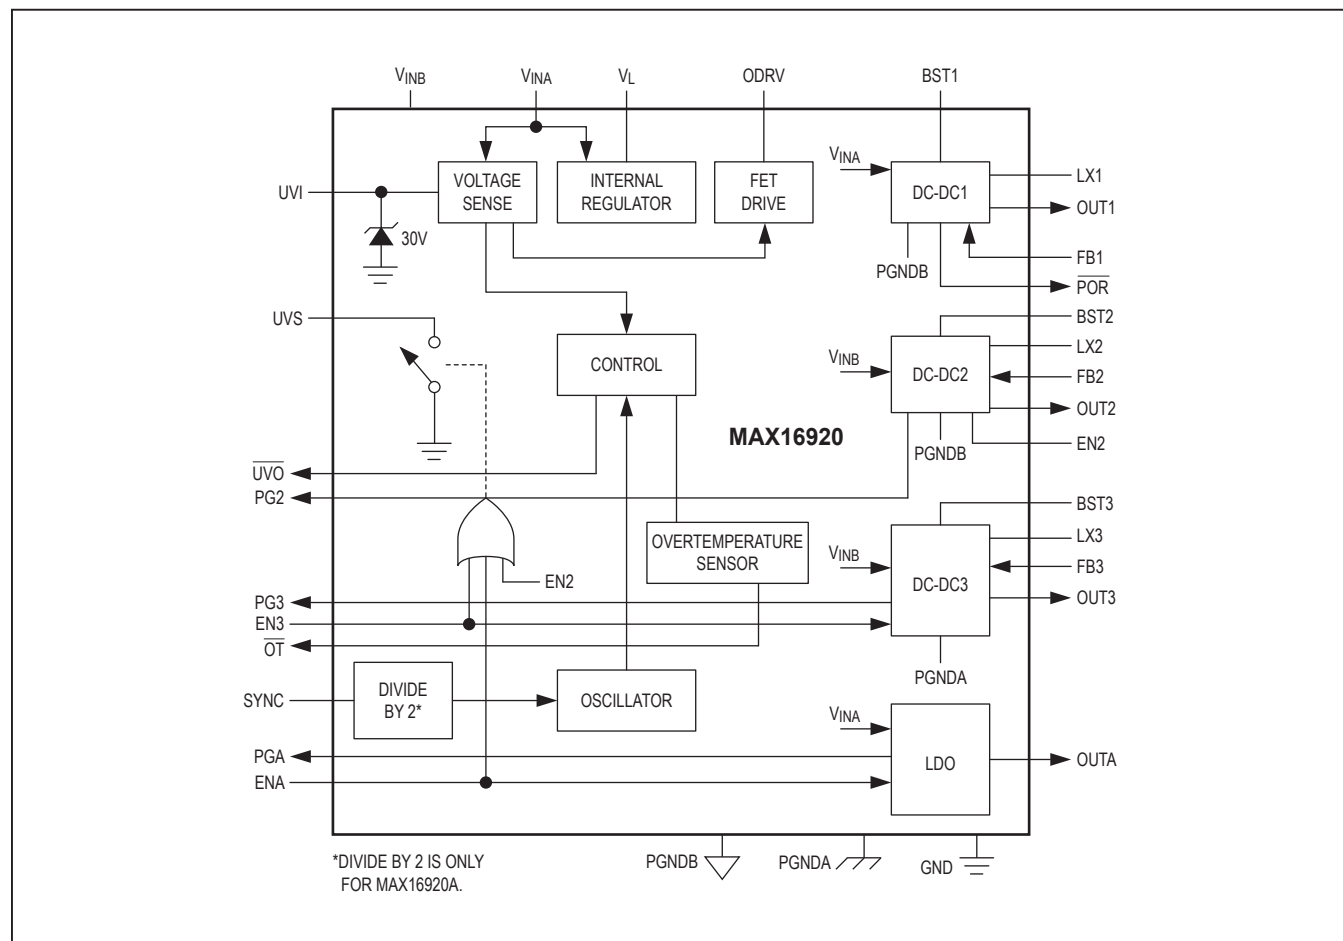 VINB
VINA
VL
ODRV
BST1
UVI
VOLTAGE
SENSE
INTERNAL
REGULATOR
FET
DRIVE
VINA
DC-DC1
LX1
OUT1
30V
PGNDB
FB1
POR
UVS
CONTROL
VINB
DC-DC2
BST2
LX2
FB2
OUT2
MAX16920
PGNDB
EN2
UVO
PG2
OVERTEMPERATURE
SENSOR
EN2
VINB
DC-DC3
BST3
LX3
FB3
OUT3
PG3
EN3
OT
PGNDA
SYNC
DIVIDE
BY 2*
OSCILLATOR
VINA
LDO
PGA
ENA
OUTA
*DIVIDE BY 2 IS ONLY
FOR MAX16920A.
PGNDB
PGNDA
GND